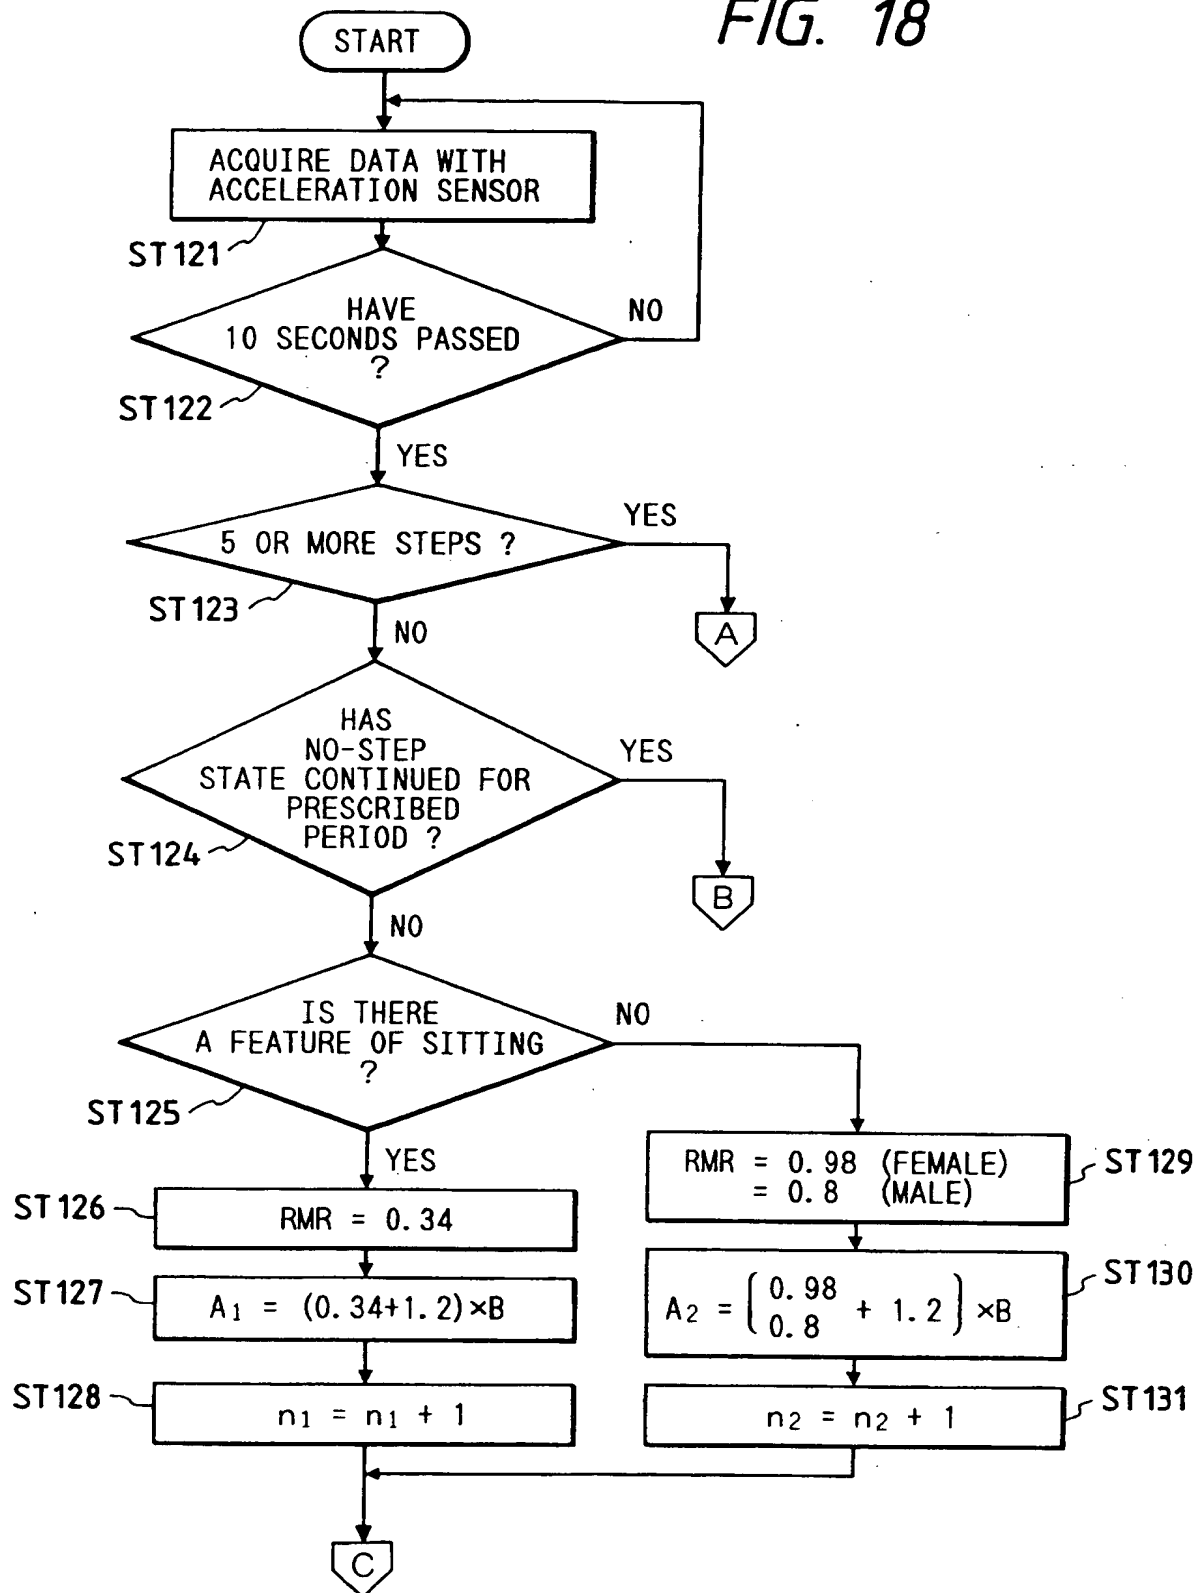 FIG. 18
START
ACQUIRE DATA WITH
ACCELERATION SENSOR
ST121
HAVE
10 SECONDS PASSED
?
NO
ST122
YES
5 OR MORE STEPS ?
YES
ST123
A
NO
HAS
NO-STEP
STATE CONTINUED FOR
PRESCRIBED
PERIOD ?
YES
ST124
B
NO
IS THERE
A FEATURE OF SITTING
?
NO
ST125
YES
RMR = 0.98 (FEMALE)
= 0.8 (MALE)
ST129
ST126
RMR = 0.34
ST127
A1 = (0.34+1.2)×B
A2 = (0.98
0.8 + 1.2) ×B
ST130
ST128
n1 = n1 + 1
n2 = n2 + 1
ST131
C